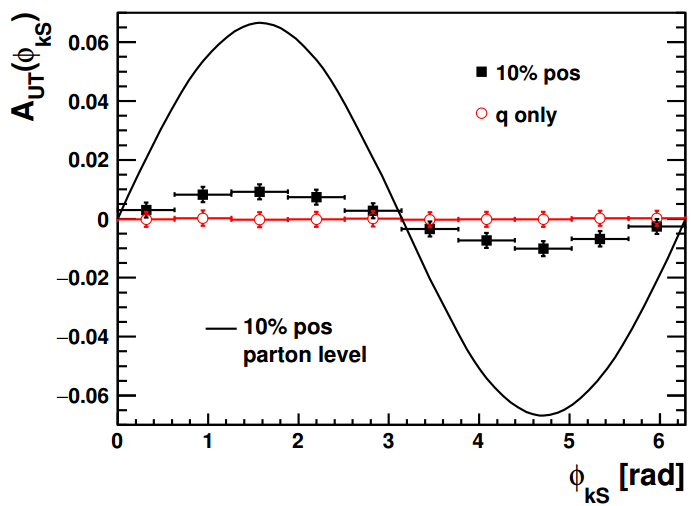 A_UT(ϕ_kS)
0.06
0.04
0.02
0
−0.02
−0.04
−0.06
10% pos
q only
10% pos
parton level
0 1 2 3 4 5 6
ϕ_kS [rad]